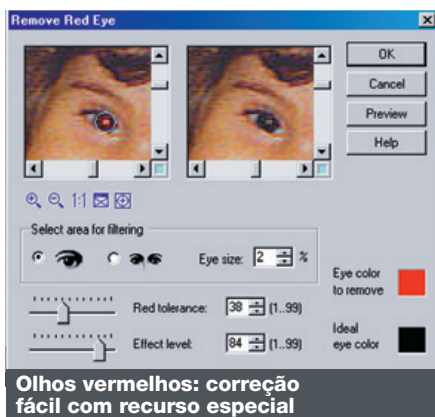 Remove Red Eye
OK
Cancel
Preview
Help
1:1
Select area for filtering
Eye size: 2 %
Eye color
to remove
Red tolerance: 38 (1..99)
Ideal
eye color
Effect level: 84 (1..99)
Olhos vermelhos: correção
fácil com recurso especial